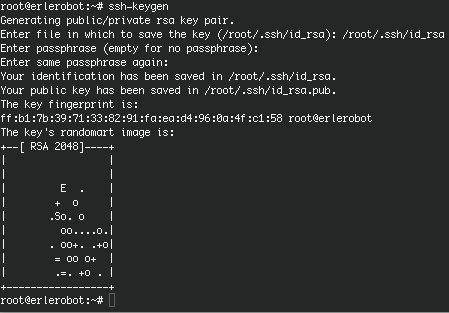 root@erlerobot:~# ssh-keygen
Generating public/private rsa key pair.
Enter file in which to save the key (/root/.ssh/id_rsa): /root/.ssh/id_rsa
Enter passphrase (empty for no passphrase):
Enter same passphrase again:
Your identification has been saved in /root/.ssh/id_rsa.
Your public key has been saved in /root/.ssh/id_rsa.pub.
The key fingerprint is:
ff:b1:7b:39:71:33:82:91:fa:ea:d4:96:0a:4f:c1:58 root@erlerobot
The key's randomart image is:
+--[ RSA 2048]----+
|                 |
|                 |
|         E  .    |
|        +  o     |
|       .So. o    |
|         oo....o.|
|       . oo+. .+o|
|        = oo o+  |
|        .=. +o . |
+-----------------+
root@erlerobot:~#